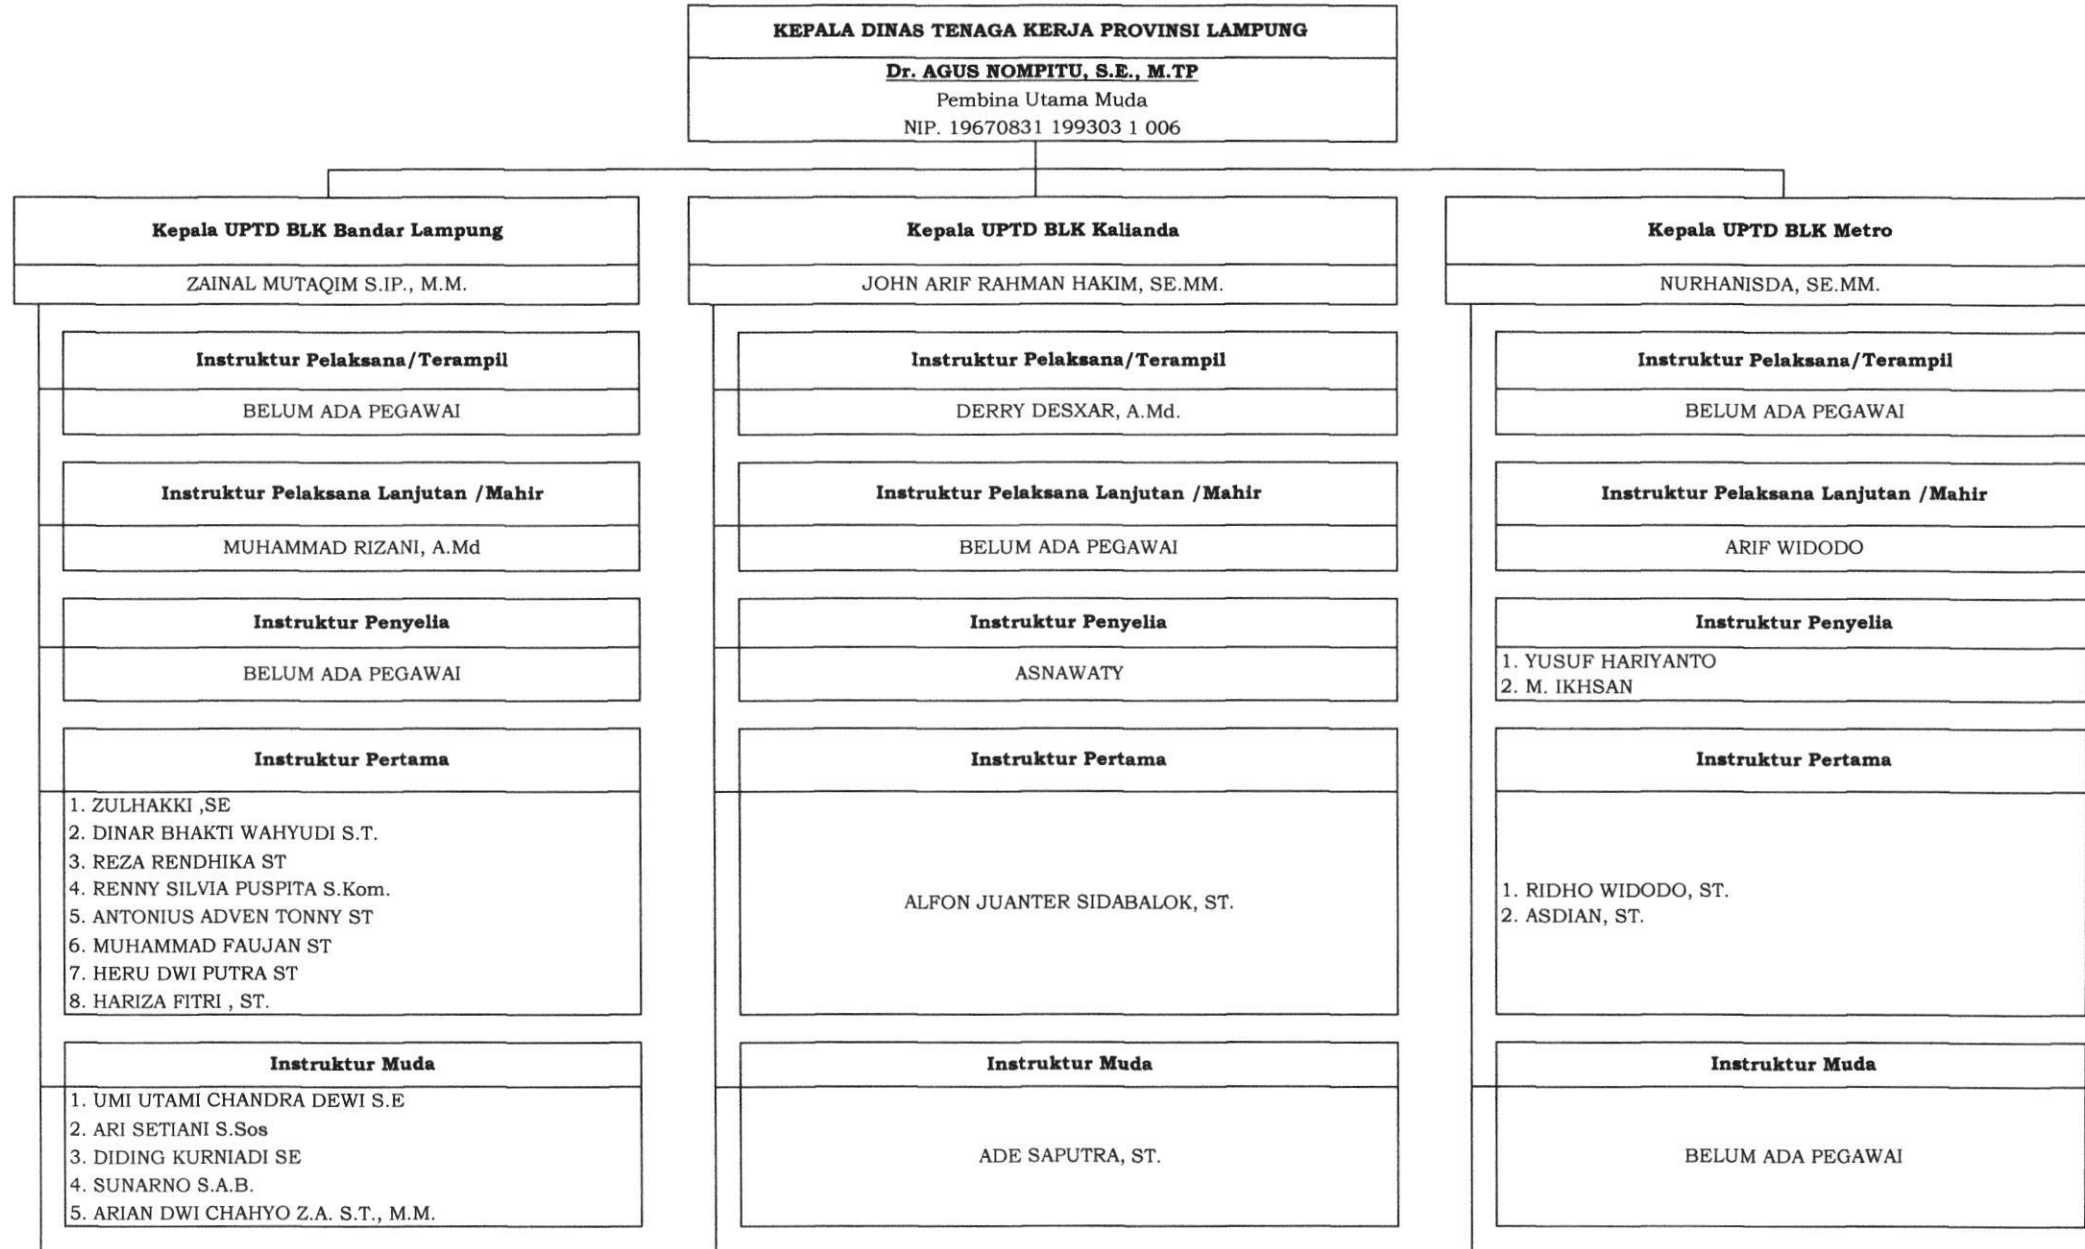 KEPALA DINAS TENAGA KERJA PROVINSI LAMPUNG
Dr. AGUS NOMPITU, S.E., M.TP
Pembina Utama Muda
NIP. 19670831 199303 1 006
Kepala UPTD BLK Bandar Lampung
ZAINAL MUTAQIM S.IP., M.M.
Instruktur Pelaksana/Terampil
BELUM ADA PEGAWAI
Instruktur Pelaksana Lanjutan /Mahir
MUHAMMAD RIZANI, A.Md
Instruktur Penyelia
BELUM ADA PEGAWAI
Instruktur Pertama
1. ZULHAKKI ,SE
2. DINAR BHAKTI WAHYUDI S.T.
3. REZA RENDHIKA ST
4. RENNY SILVIA PUSPITA S.Kom.
5. ANTONIUS ADVEN TONNY ST
6. MUHAMMAD FAUJAN ST
7. HERU DWI PUTRA ST
8. HARIZA FITRI , ST.
Instruktur Muda
1. UMI UTAMI CHANDRA DEWI S.E
2. ARI SETIANI S.Sos
3. DIDING KURNIADI SE
4. SUNARNO S.A.B.
5. ARIAN DWI CHAHYO Z.A. S.T., M.M.
Kepala UPTD BLK Kalianda
JOHN ARIF RAHMAN HAKIM, SE.MM.
Instruktur Pelaksana/Terampil
DERRY DESXAR, A.Md.
Instruktur Pelaksana Lanjutan /Mahir
BELUM ADA PEGAWAI
Instruktur Penyelia
ASNAWATY
Instruktur Pertama
ALFON JUANTER SIDABALOK, ST.
Instruktur Muda
ADE SAPUTRA, ST.
Kepala UPTD BLK Metro
NURHANISDA, SE.MM.
Instruktur Pelaksana/Terampil
BELUM ADA PEGAWAI
Instruktur Pelaksana Lanjutan /Mahir
ARIF WIDODO
Instruktur Penyelia
1. YUSUF HARIYANTO
2. M. IKHSAN
Instruktur Pertama
1. RIDHO WIDODO, ST.
2. ASDIAN, ST.
Instruktur Muda
BELUM ADA PEGAWAI